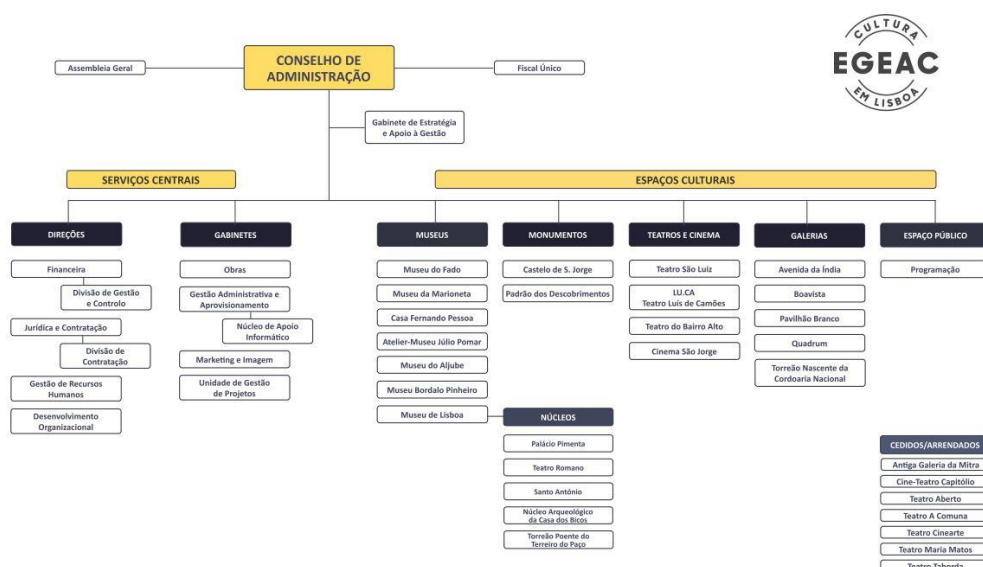 CULTURA
EGEAC
EM LISBOA
CONSELHO DE
ADMINISTRAÇÃO
Assembleia Geral
Fiscal Único
Gabinete de Estratégia
e Apoio à Gestão
SERVIÇOS CENTRAIS
ESPAÇOS CULTURAIS
DIREÇÕES
Financeira
Divisão de Gestão
e Controlo
Jurídica e Contratação
Divisão de
Contratação
Gestão de Recursos
Humanos
Desenvolvimento
Organizacional
GABINETES
Obras
Gestão Administrativa e
Aprovisionamento
Núcleo de Apoio
Informático
Marketing e Imagem
Unidade de Gestão
de Projetos
MUSEUS
Museu do Fado
Museu da Marioneta
Casa Fernando Pessoa
Atelier-Museu Júlio Pomar
Museu do Aljube
Museu Bordalo Pinheiro
Museu de Lisboa
NÚCLEOS
Palácio Pimenta
Teatro Romano
Santo António
Núcleo Arqueológico
da Casa dos Bicos
Torreão Poente do
Terreiro do Paço
MONUMENTOS
Castelo de S. Jorge
Padrão dos Descobrimentos
TEATROS E CINEMA
Teatro São Luiz
LU.CA
Teatro Luís de Camões
Teatro do Bairro Alto
Cinema São Jorge
GALERIAS
Avenida da Índia
Boavista
Pavilhão Branco
Quadrum
Torreão Nascente da
Cordoaria Nacional
ESPAÇO PÚBLICO
Programação
CEDIDOS/ARRENDADOS
Antiga Galeria da Mitra
Cine-Teatro Capitólio
Teatro Aberto
Teatro A Comuna
Teatro Cinearte
Teatro Maria Matos
Teatro Taborda